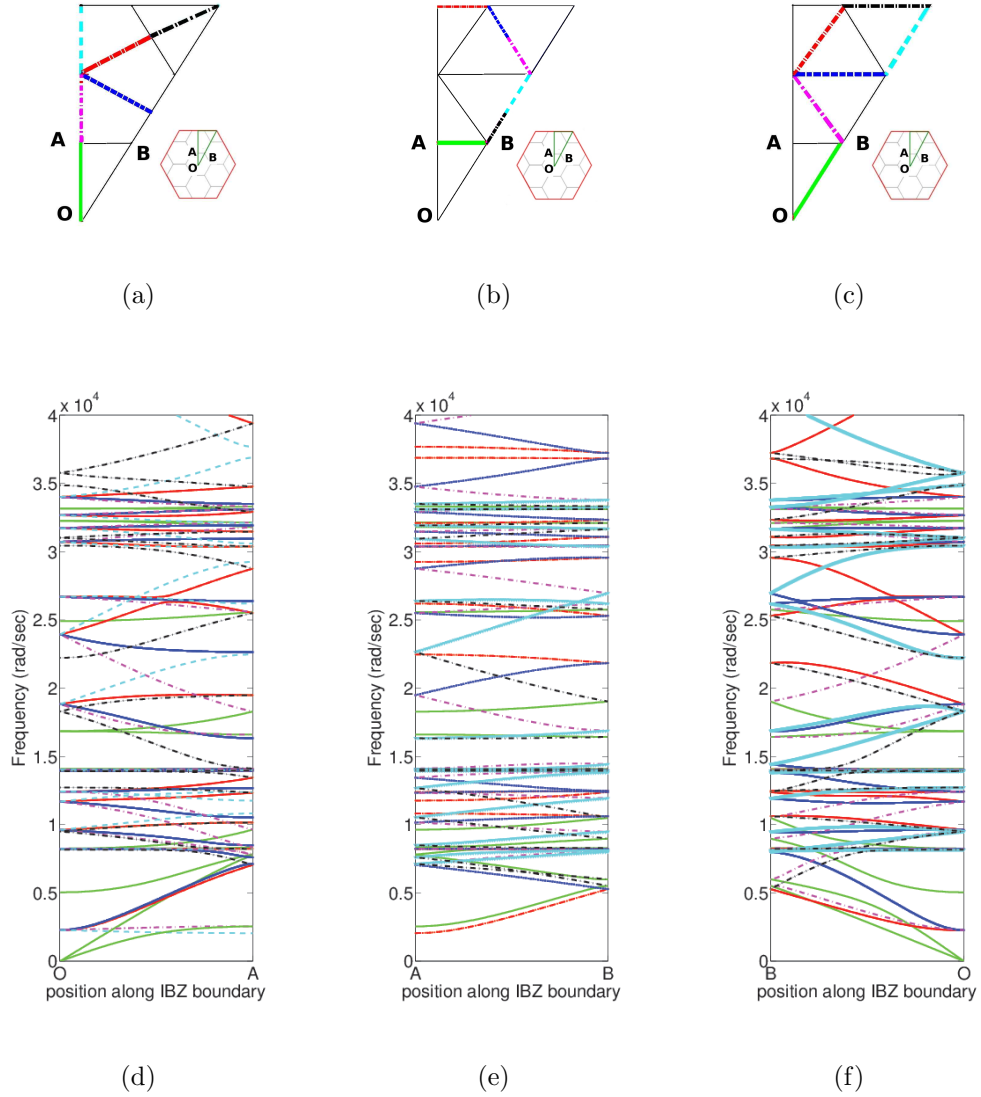 A
B
O
A
B
O
A
B
O
A
B
O
A
B
O
A
B
O
(a)
(b)
(c)
4 x 10^4
3.5
3
2.5
2
1.5
1
0.5
0
Frequency (rad/sec)
O A
position along IBZ boundary
4 x 10^4
3.5
3
2.5
2
1.5
1
0.5
0
Frequency (rad/sec)
A B
position along IBZ boundary
4 x 10^4
3.5
3
2.5
2
1.5
1
0.5
0
Frequency (rad/sec)
B O
position along IBZ boundary
(d)
(e)
(f)